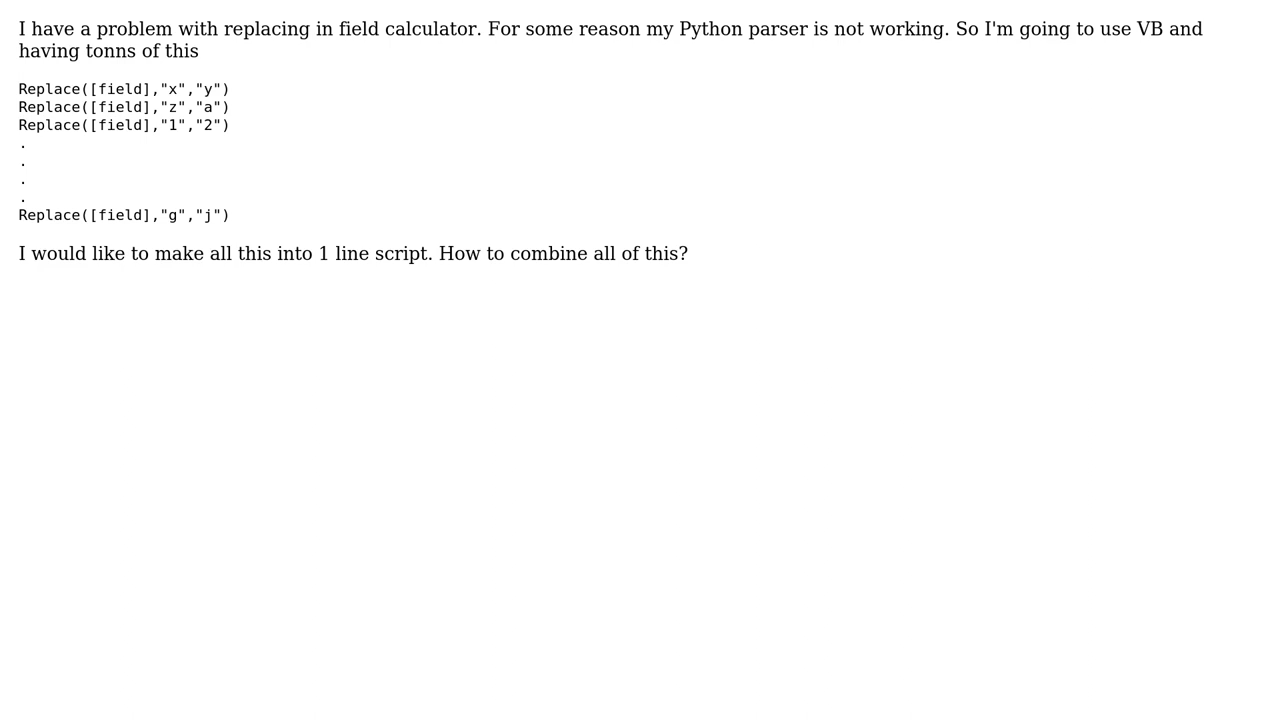 I have a problem with replacing in field calculator. For some reason my Python parser is not working. So I'm going to use VB and
having tonns of this
Replace([field],"x","y")
Replace([field],"z","a")
Replace([field],"1","2")
.
.
.
.
Replace([field],"g","j")
I would like to make all this into 1 line script. How to combine all of this?